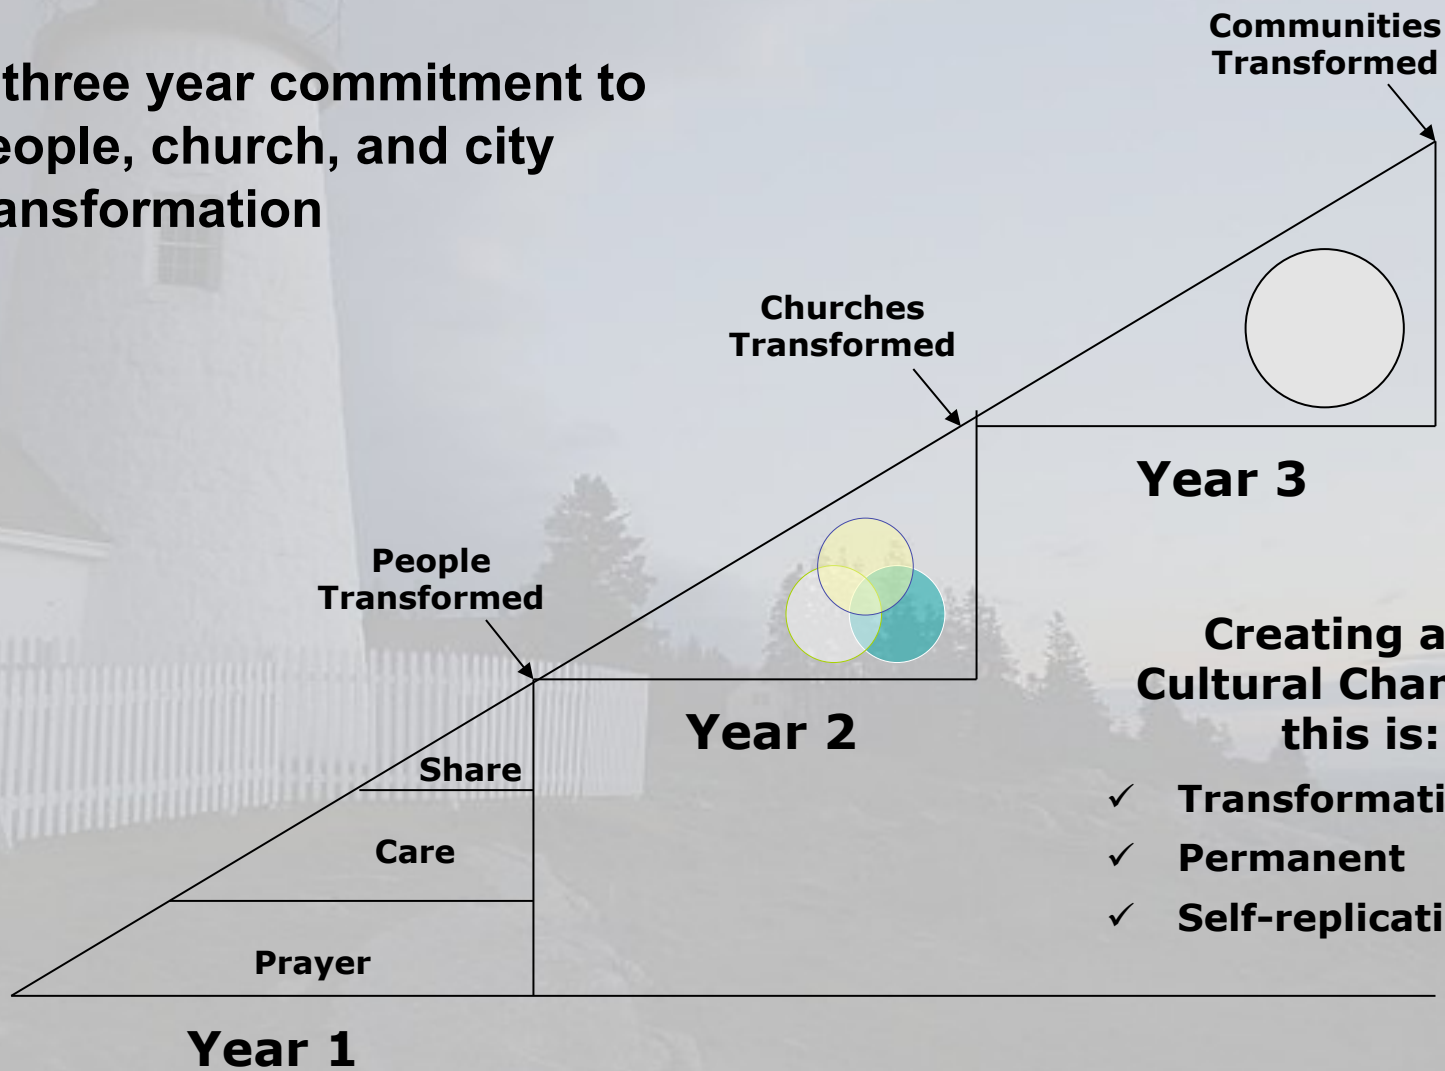 three year commitment to
eople, church, and city
ansformation
Communities
Transformed
Churches
Transformed
Year 3
People
Transformed
Year 2
Share
Care
Prayer
Year 1
Creating a
Cultural Chan
this is:
✓ Transformati
✓ Permanent
✓ Self-replicati